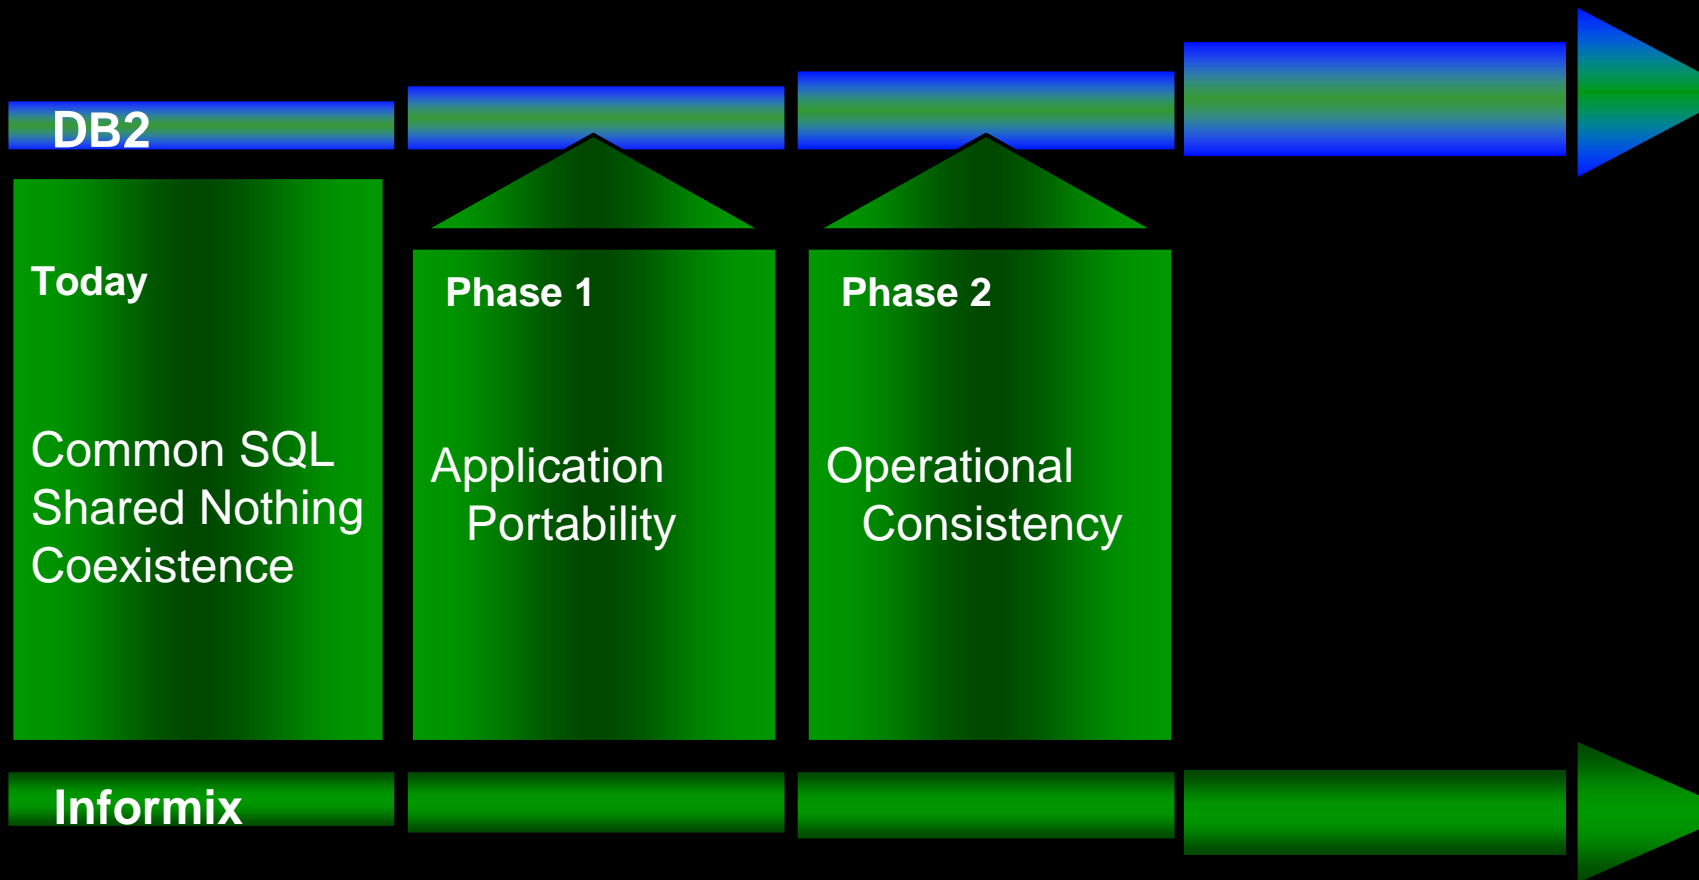 DB2
Today
Common SQL
Shared Nothing
Coexistence
Phase 1
Application
Portability
Phase 2
Operational
Consistency
Informix